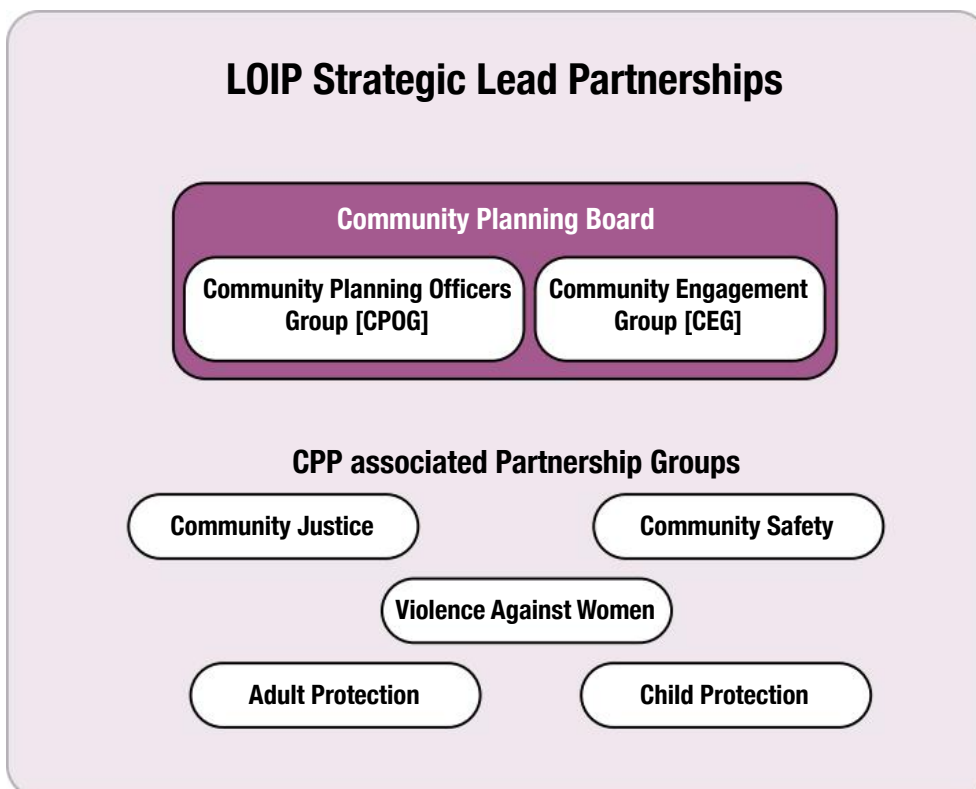 LOIP Strategic Lead Partnerships
Community Planning Board
Community Planning Officers
Group [CPOG]
Community Engagement
Group [CEG]
CPP associated Partnership Groups
Community Justice
Community Safety
Violence Against Women
Adult Protection
Child Protection